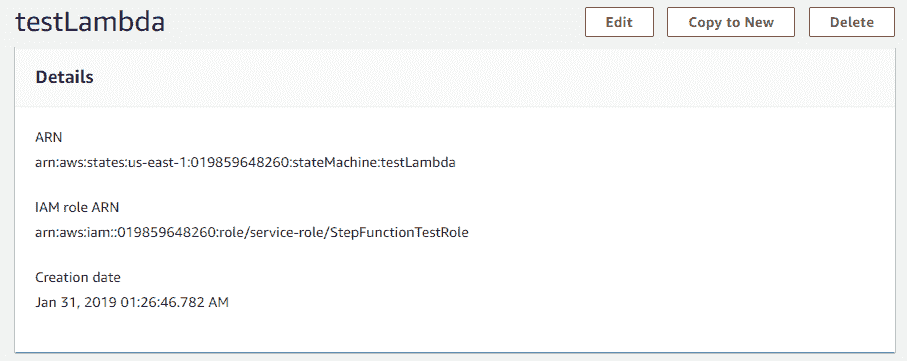 testLambda
Edit
Copy to New
Delete
Details
ARN
arn:aws:states:us-east-1:019859648260:stateMachine:testLambda
IAM role ARN
arn:aws:iam::019859648260:role/service-role/StepFunctionTestRole
Creation date
Jan 31, 2019 01:26:46.782 AM